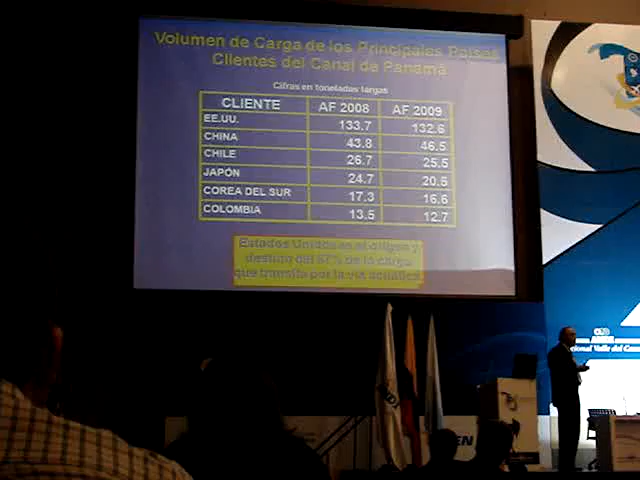 Volumen de Carga de los Principales Países
Clientes del Canal de Panamá
Cifras en toneladas largas
CLIENTE AF 2008 AF 2009
EE.UU. 133.7 132.6
CHINA 43.8 46.5
CHILE 26.7 25.5
JAPÓN 24.7 20.5
COREA DEL SUR 17.3 16.6
COLOMBIA 13.5 12.7
Estados Unidos es el origen y
destino del 67% de la carga
que transita por la vía acuática.